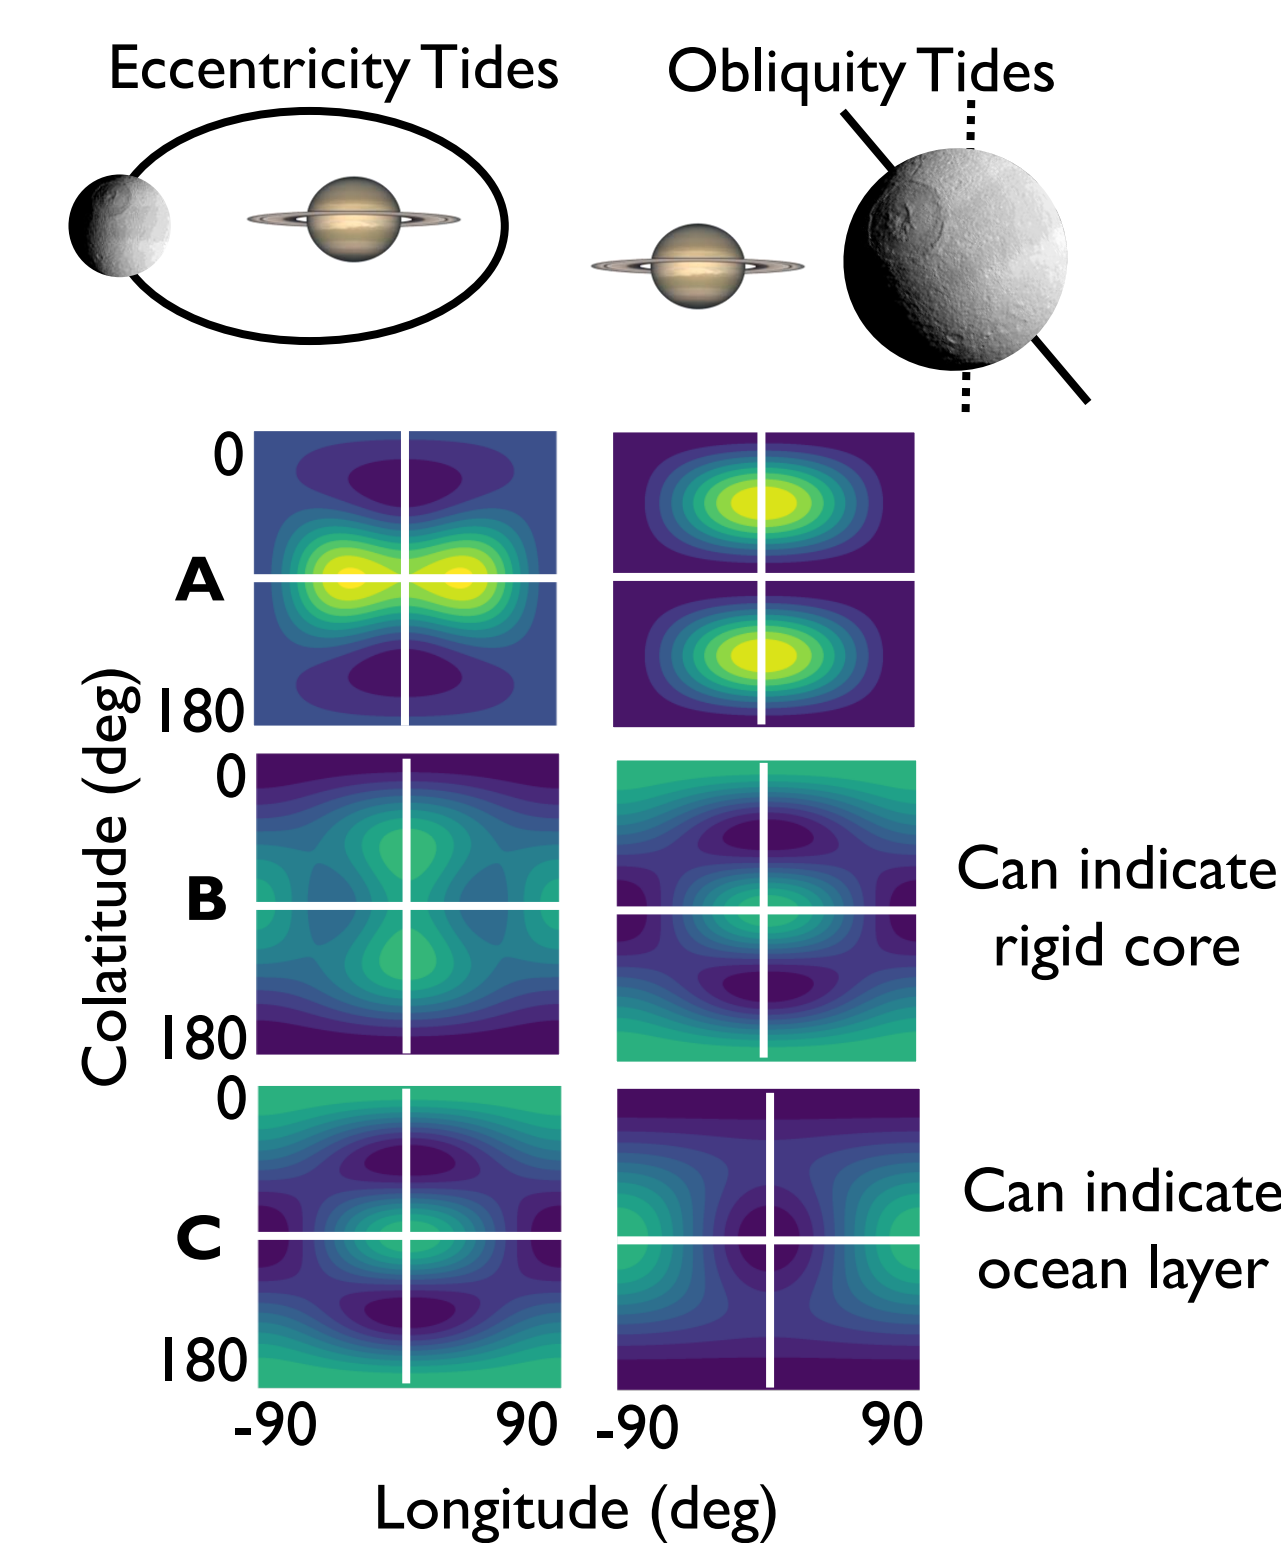 Eccentricity Tides
Obliquity Tides
0
A
180
Colatitude (deg)
0
B
180
Can indicate
rigid core
0
C
180
Can indicate
ocean layer
-90
90
-90
90
Longitude (deg)